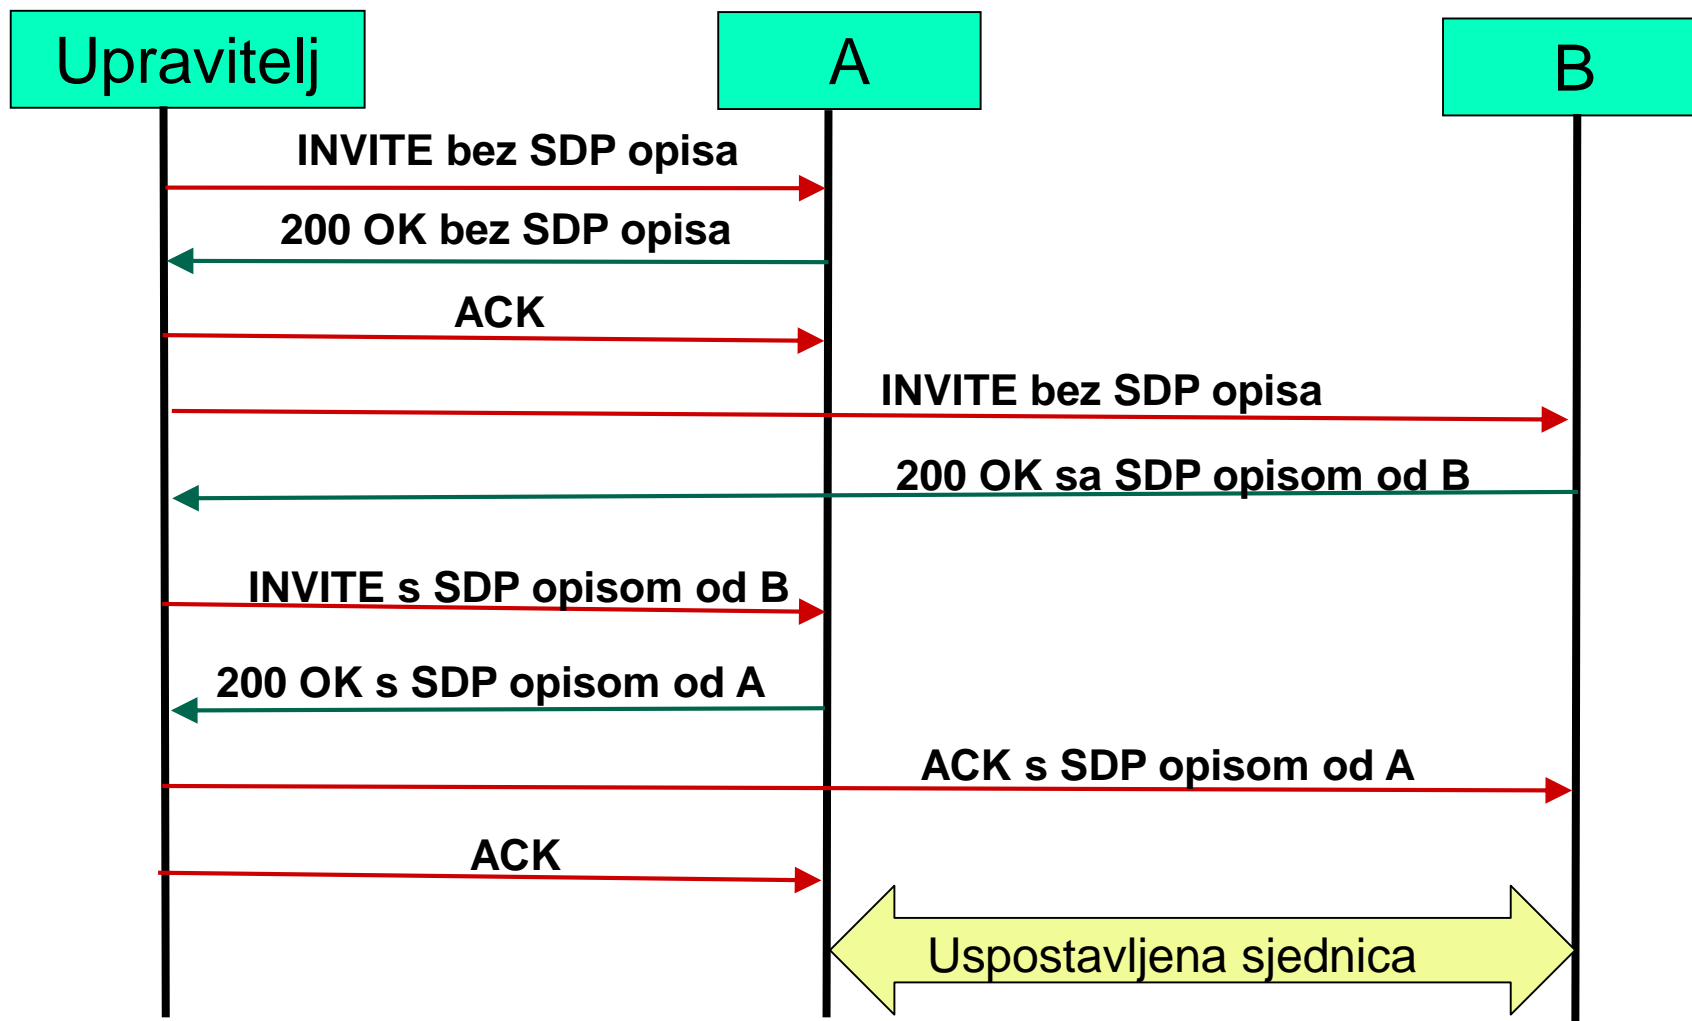 Upravitelj
A
B
INVITE bez SDP opisa
200 OK bez SDP opisa
ACK
INVITE bez SDP opisa
200 OK sa SDP opisom od B
INVITE s SDP opisom od B
200 OK s SDP opisom od A
ACK s SDP opisom od A
ACK
Uspostavljena sjednica